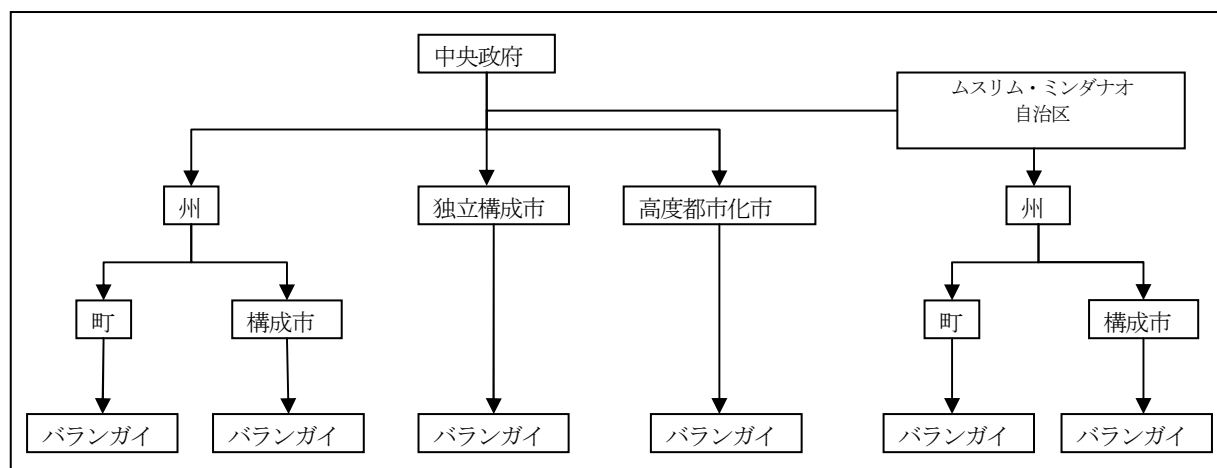 中央政府
ムスリム・ミンダナオ
自治区
州
独立構成市
高度都市化市
州
町
構成市
町
構成市
バランガイ
バランガイ
バランガイ
バランガイ
バランガイ
バランガイ